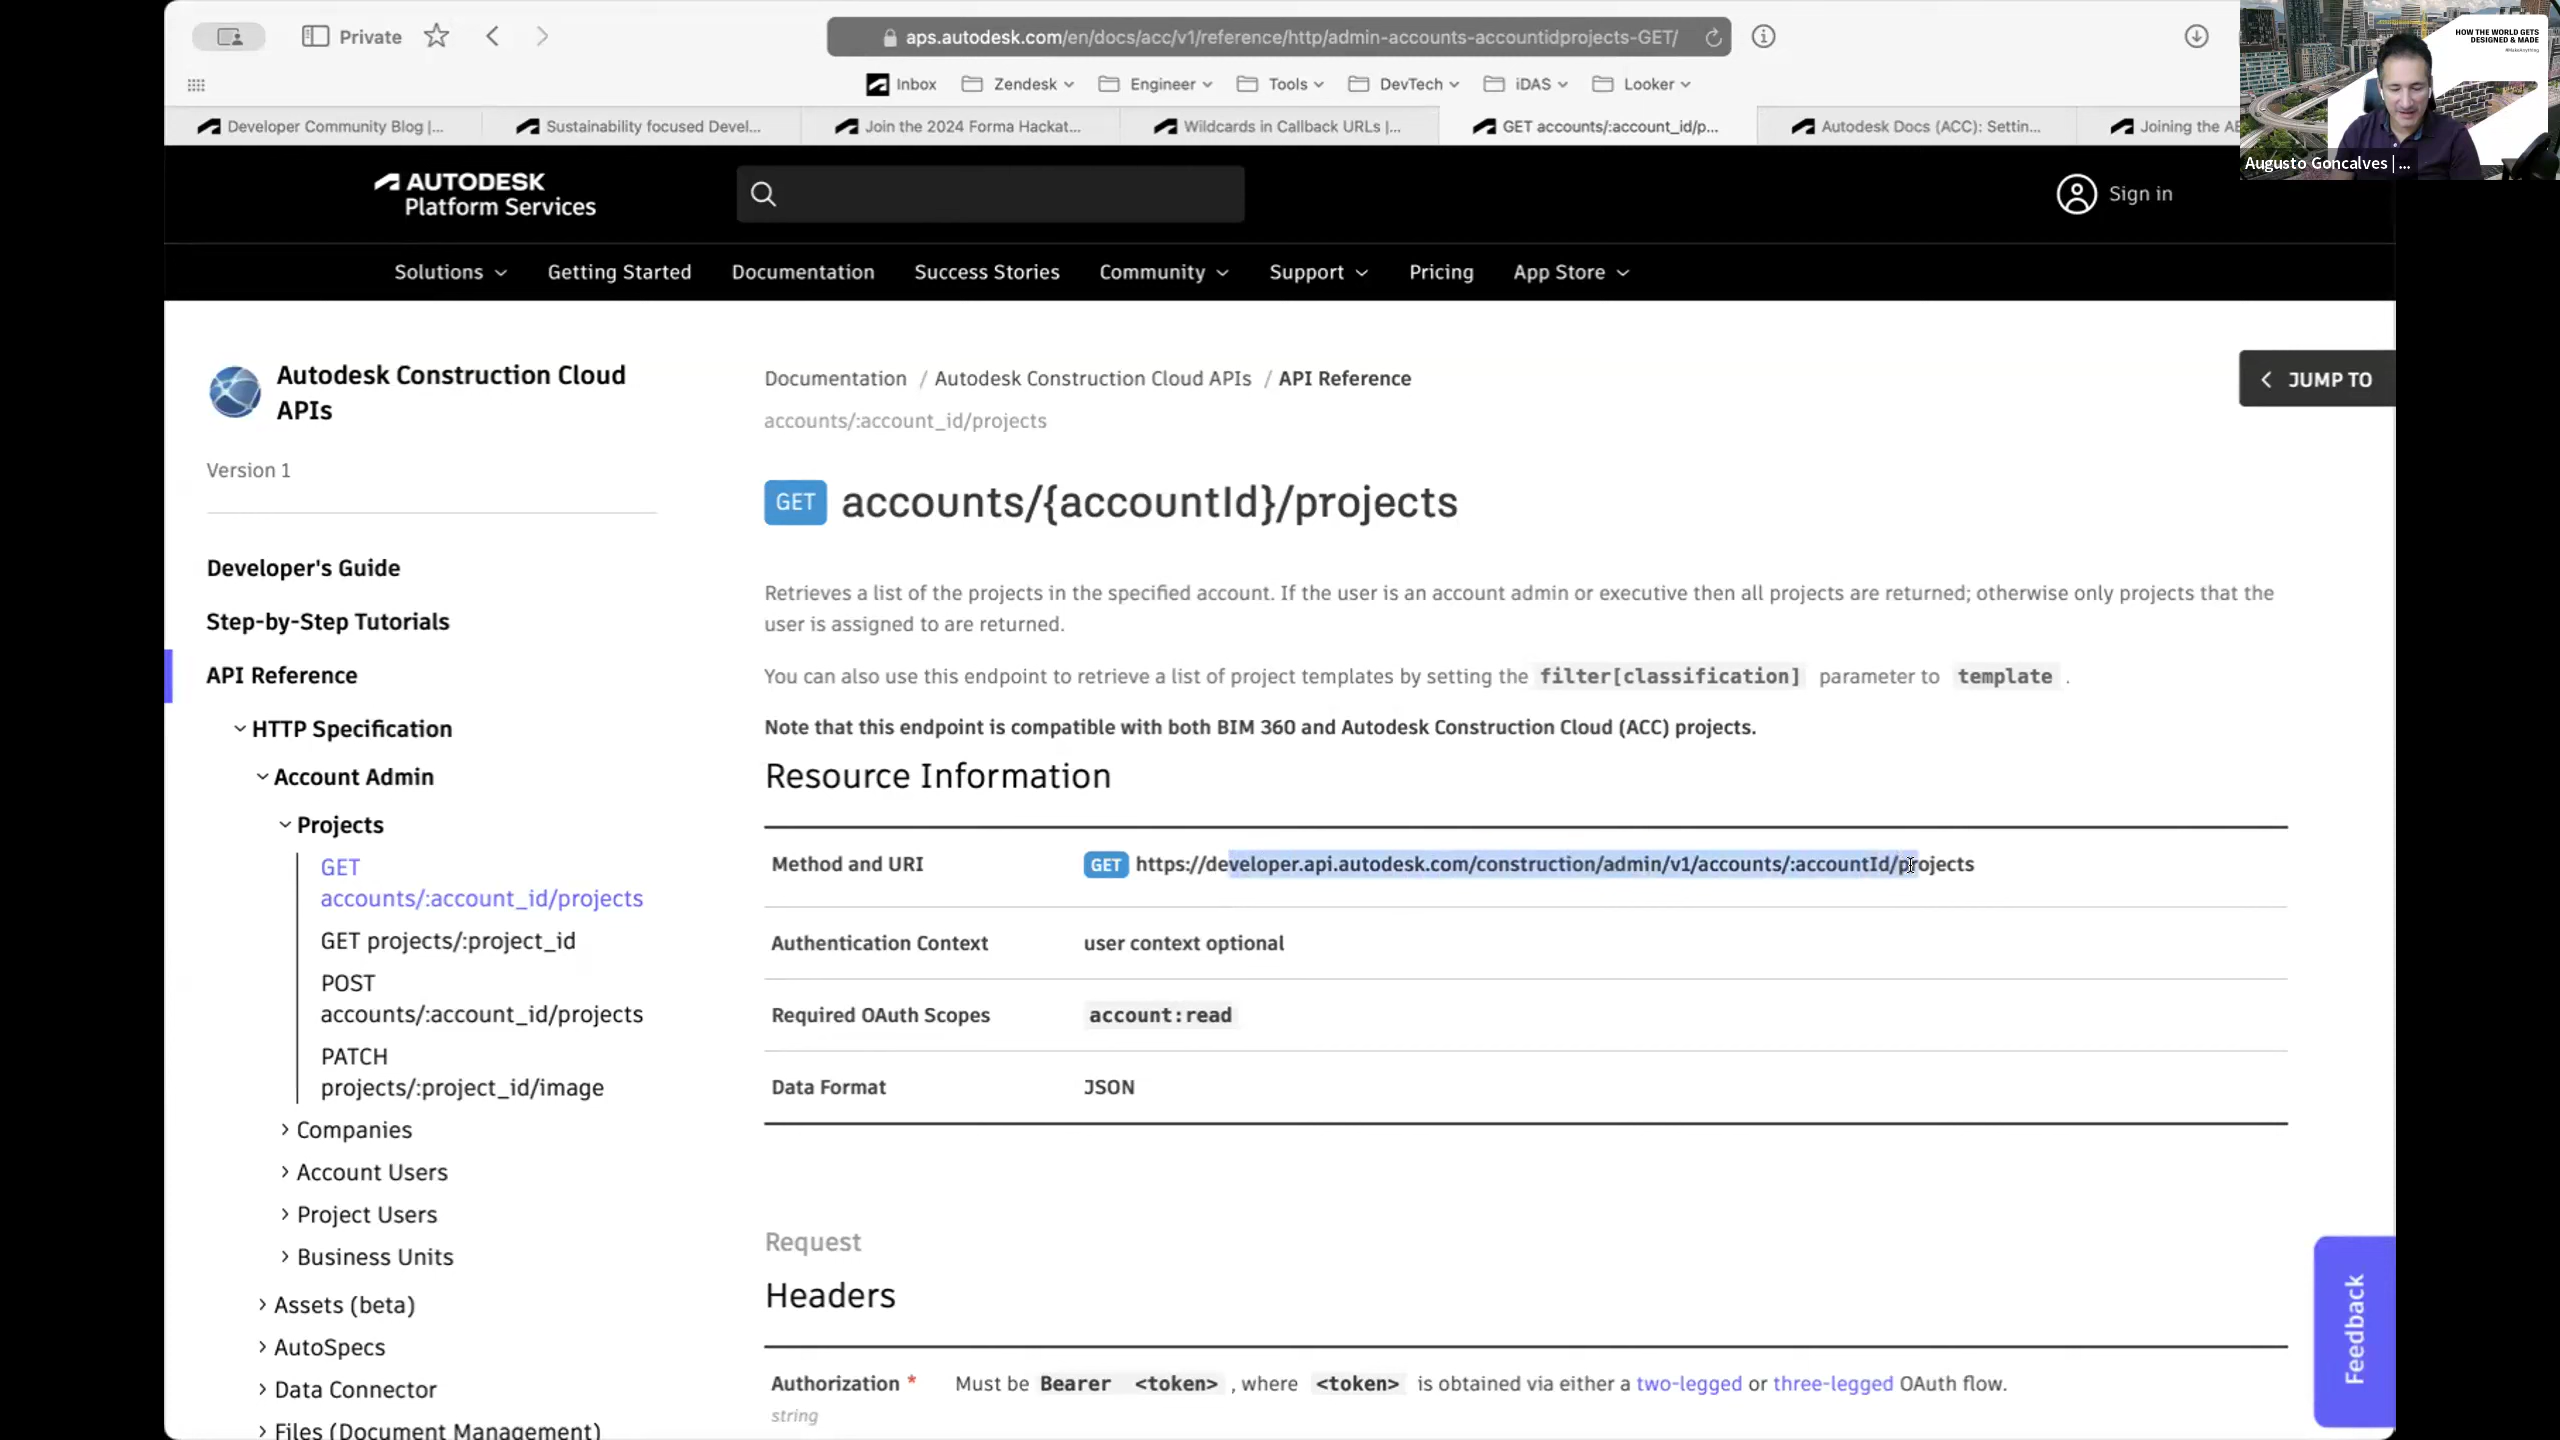 Private
aps.autodesk.com/en/docs/acc/v1/reference/http/admin-accounts-accountidprojects-GET/
Inbox
Zendesk
Engineer
Tools
DevTech
iDAS
Looker
Developer Community Blog |...
Sustainability focused Devel...
Join the 2024 Forma Hackat...
Wildcards in Callback URLs |...
GET accounts/:account_id/p...
Autodesk Docs (ACC): Settin...
Joining the AE
HOW THE WORLD GETS
DESIGNED & MADE
Augusto Goncalves | ...
AUTODESK
Platform Services
Sign in
Solutions
Getting Started
Documentation
Success Stories
Community
Support
Pricing
App Store
Autodesk Construction Cloud
APIs
Version 1
Developer's Guide
Step-by-Step Tutorials
API Reference
HTTP Specification
Account Admin
Projects
GET
accounts/:account_id/projects
GET projects/:project_id
POST
accounts/:account_id/projects
PATCH
projects/:project_id/image
Companies
Account Users
Project Users
Business Units
Assets (beta)
AutoSpecs
Data Connector
Files (Document Management)
Documentation / Autodesk Construction Cloud APIs / API Reference
accounts/:account_id/projects
JUMP TO
GET accounts/{accountId}/projects
Retrieves a list of the projects in the specified account. If the user is an account admin or executive then all projects are returned; otherwise only projects that the
user is assigned to are returned.
You can also use this endpoint to retrieve a list of project templates by setting the filter[classification] parameter to template .
Note that this endpoint is compatible with both BIM 360 and Autodesk Construction Cloud (ACC) projects.
Resource Information
Method and URI GET https://developer.api.autodesk.com/construction/admin/v1/accounts/:accountId/projects
Authentication Context user context optional
Required OAuth Scopes account:read
Data Format JSON
Request
Headers
Authorization * Must be Bearer <token> , where <token> is obtained via either a two-legged or three-legged OAuth flow.
string
Feedback